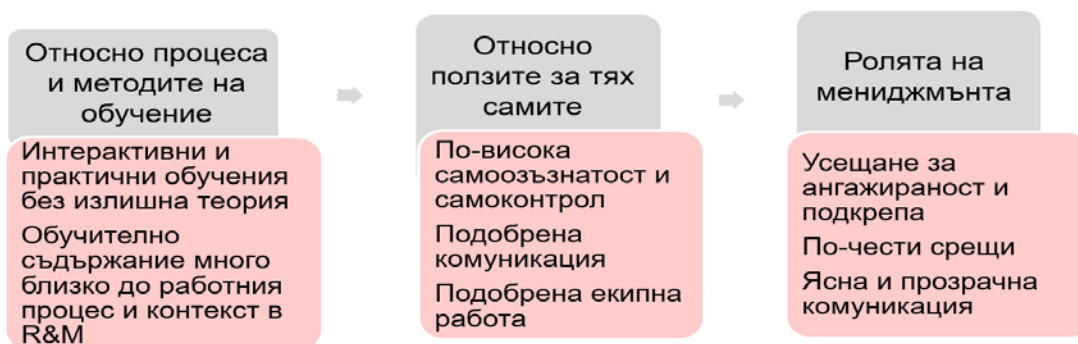 Относно процеса
и методите на
обучение
Интерактивни и
практични обучения
без излишна теория
Обучително
съдържание много
близко до работния
процес и контекст в
R&M
Относно
ползите за тях
самите
По-висока
самоозъзнатост и
самоконтрол
Подобрена
комуникация
Подобрена екипна
работа
Ролята на
мениджмънта
Усещане за
ангажираност и
подкрепа
По-чести срещи
Ясна и прозрачна
комуникация